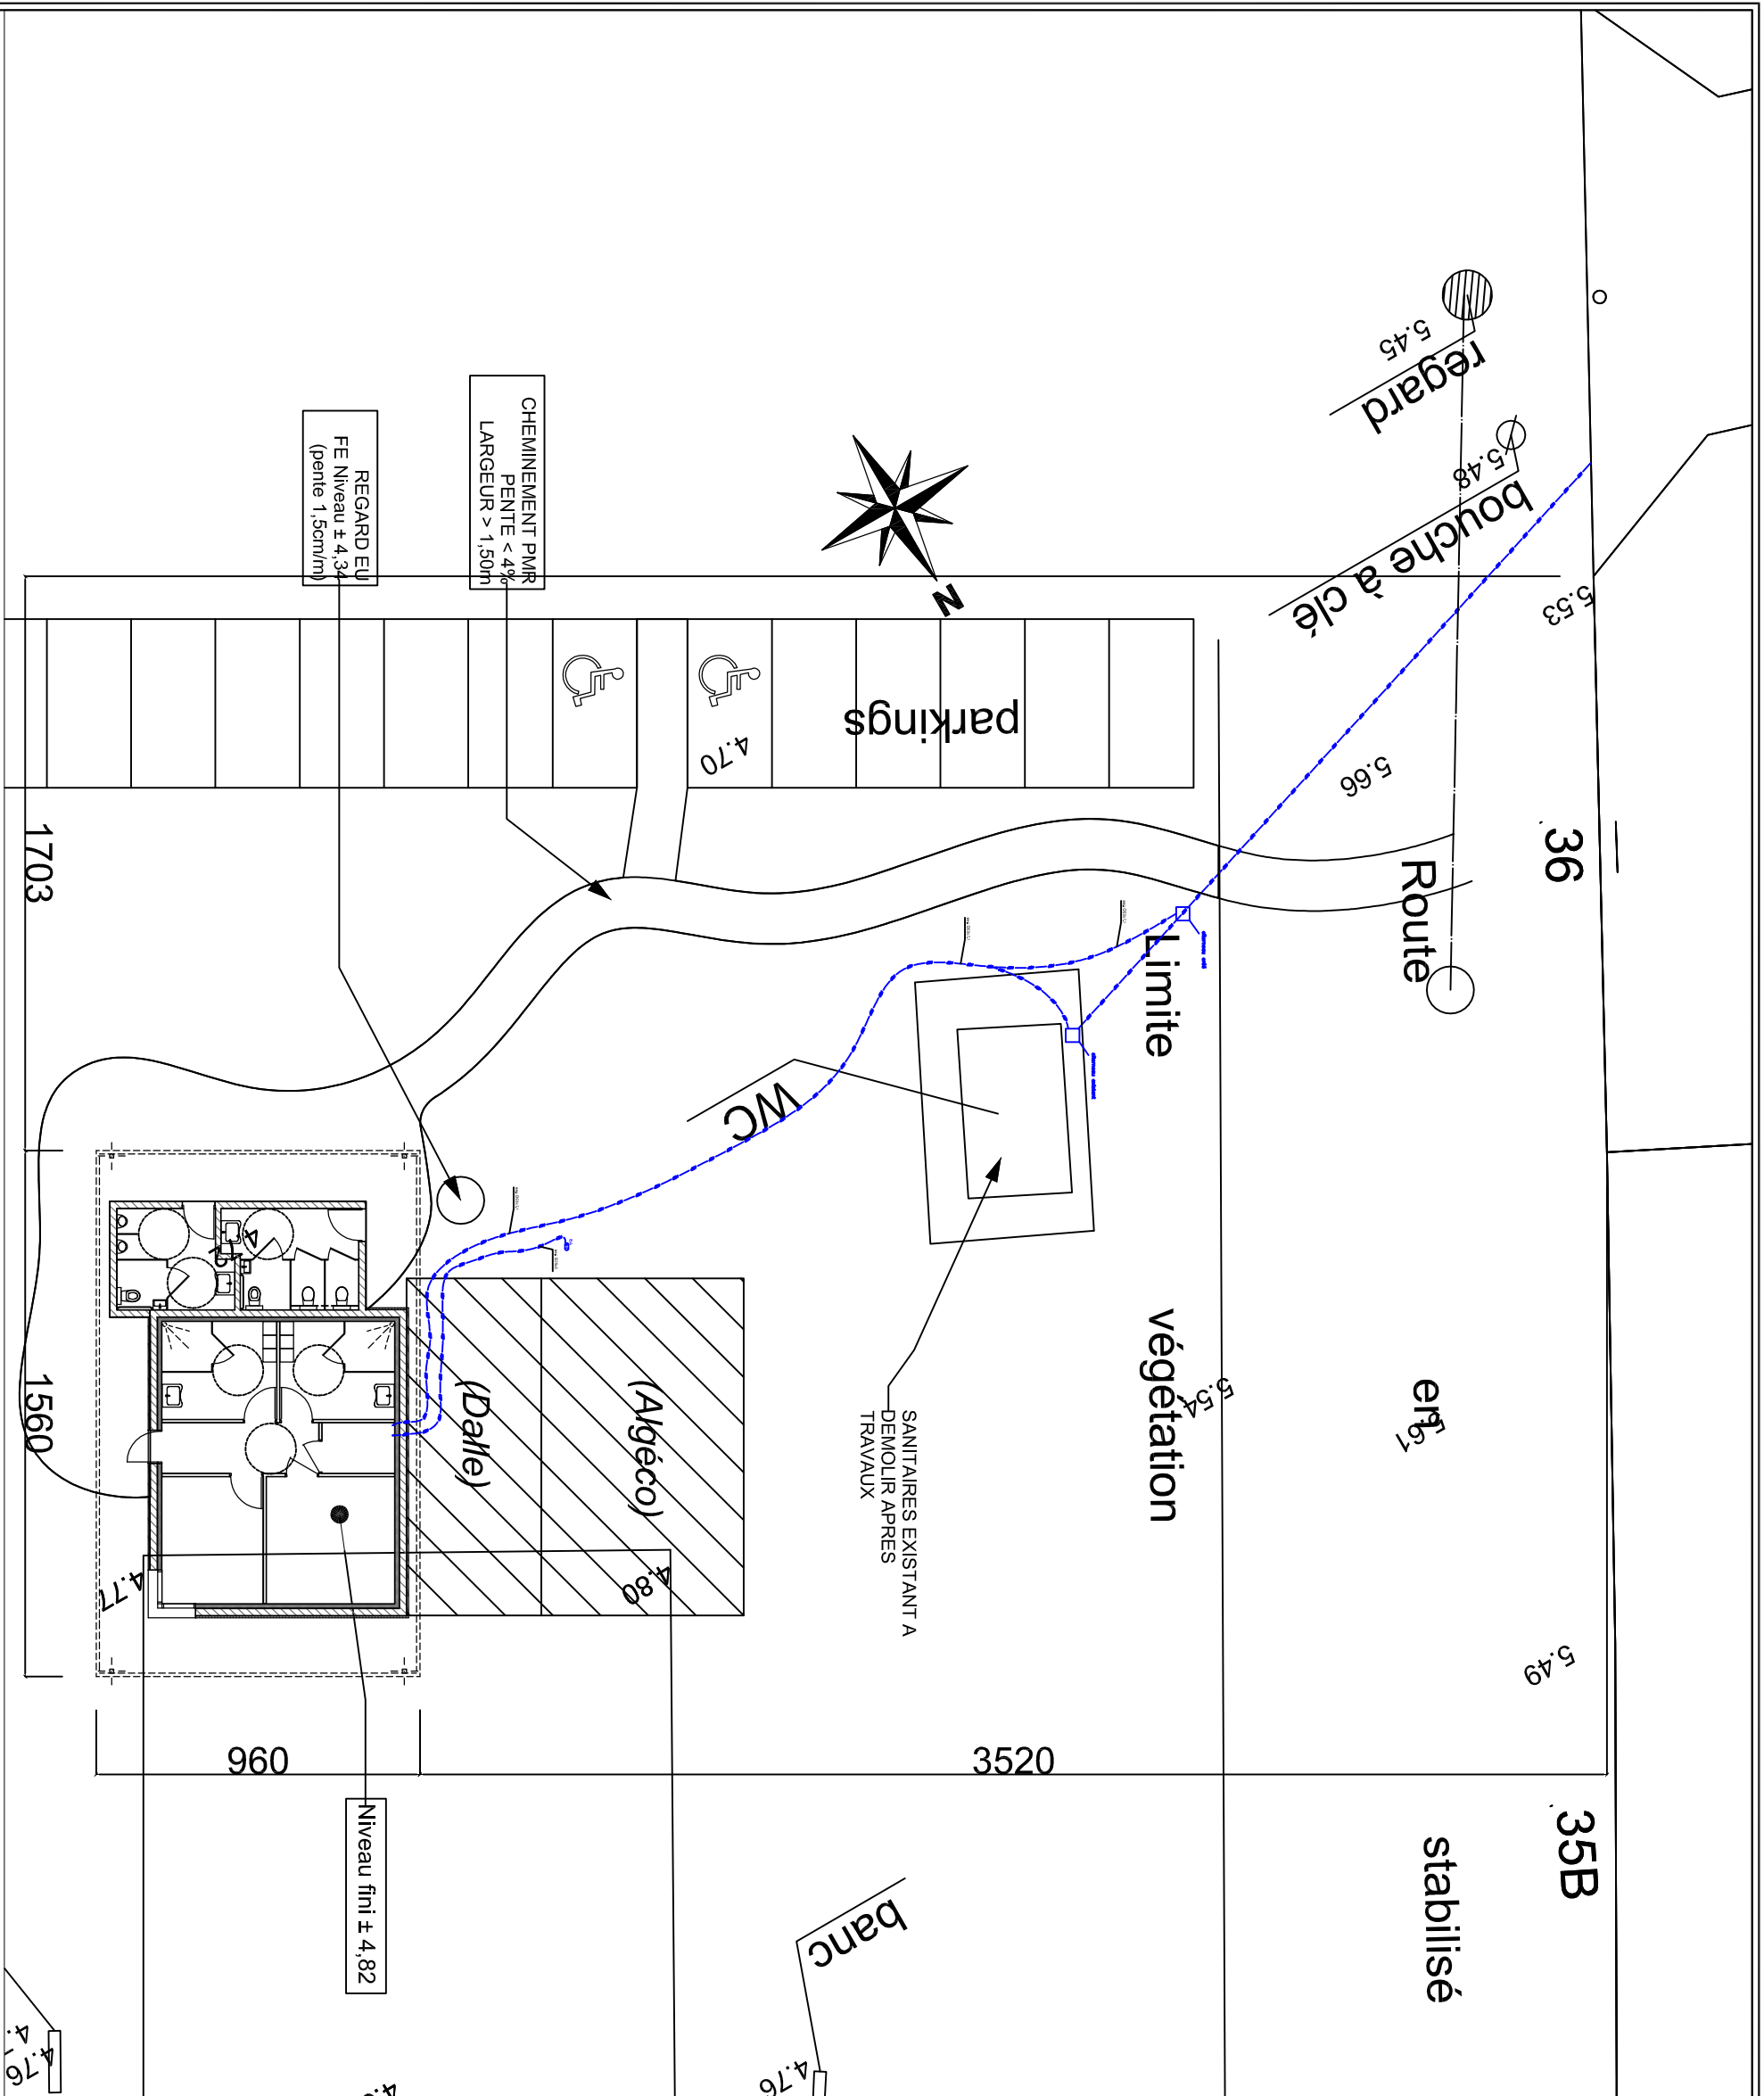 regard
5.45
bouche à clé
5.48
5.53
CHEMINEMENT PMR
PENTE < 4%
LARGEUR > 1,50m
REGARD EU
FE Niveau ± 4,34
(pente 1,5cm/m)
N
parkings
4.70
5.66
36
Route
1703
Limite
WC
végétation
5.54
en
5.61
(Dalle)
(Algéco)
SANITAIRES EXISTANT A
DEMOLIR APRES
TRAVAUX
1560
4.77
4.80
5.49
960
3520
Niveau fini ± 4,82
35B
stabilisé
banc
4.76
4.76